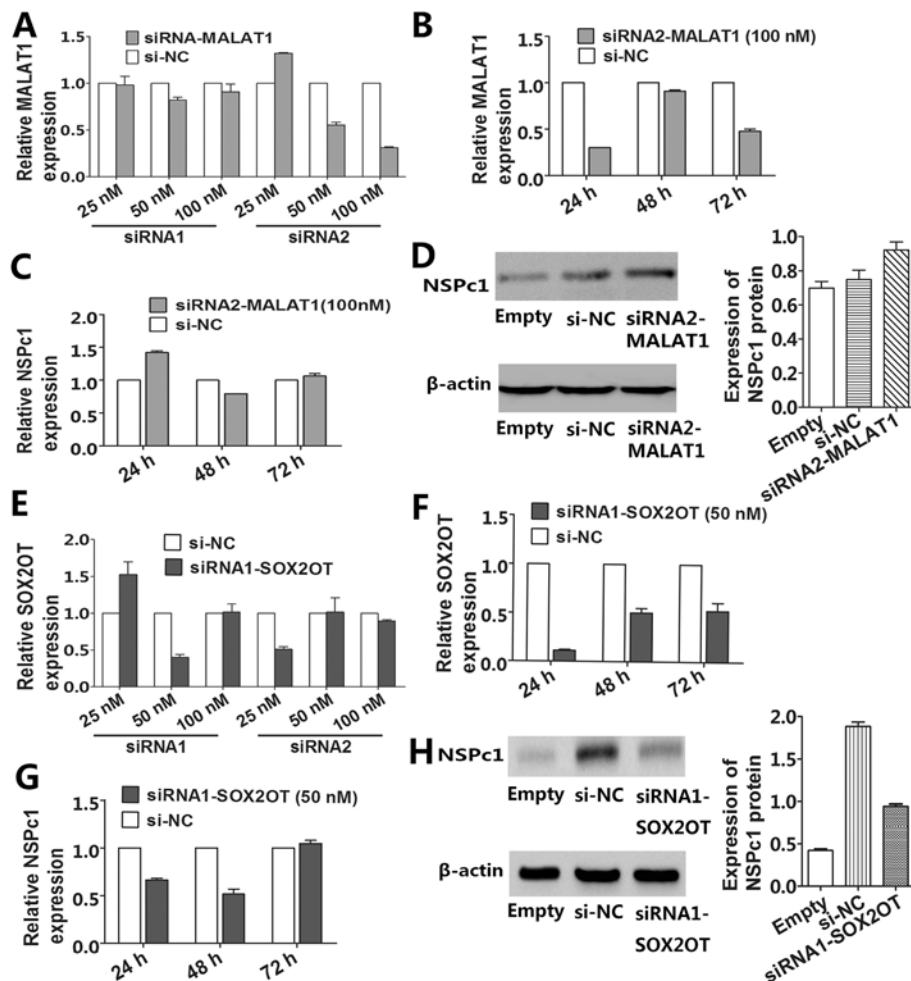 A
siRNA-MALAT1
si-NC
Relative MALAT1
expression
1.5
1.0
0.5
0.0
25 nM
50 nM
100 nM
25 nM
50 nM
100 nM
siRNA1
siRNA2
B
siRNA2-MALAT1 (100 nM)
si-NC
Relative MALAT1
expression
1.5
1.0
0.5
0.0
24 h
48 h
72 h
C
siRNA2-MALAT1(100nM)
si-NC
Relative NSPc1
expression
2.0
1.5
1.0
0.5
0.0
24 h
48 h
72 h
D
NSPc1
Empty
si-NC
siRNA2-
MALAT1
β-actin
Empty
si-NC
siRNA2-
MALAT1
Expression of
NSPc1 protein
1.0
0.8
0.6
0.4
0.2
0.0
Empty
si-NC
siRNA2-MALAT1
E
si-NC
siRNA1-SOX2OT
Relative SOX2OT
expression
2.0
1.5
1.0
0.5
0.0
25 nM
50 nM
100 nM
25 nM
50 nM
100 nM
siRNA1
siRNA2
F
siRNA1-SOX2OT (50 nM)
si-NC
Relative SOX2OT
expression
1.5
1.0
0.5
0.0
24 h
48 h
72 h
G
siRNA1-SOX2OT (50 nM)
si-NC
Relative NSPc1
expression
1.5
1.0
0.5
0.0
24 h
48 h
72 h
H
NSPc1
Empty
si-NC
siRNA1-
SOX2OT
β-actin
Empty
si-NC
siRNA1-
SOX2OT
Expression of
NSPc1 protein
2.0
1.5
1.0
0.5
0
Empty
si-NC
siRNA1-SOX2OT